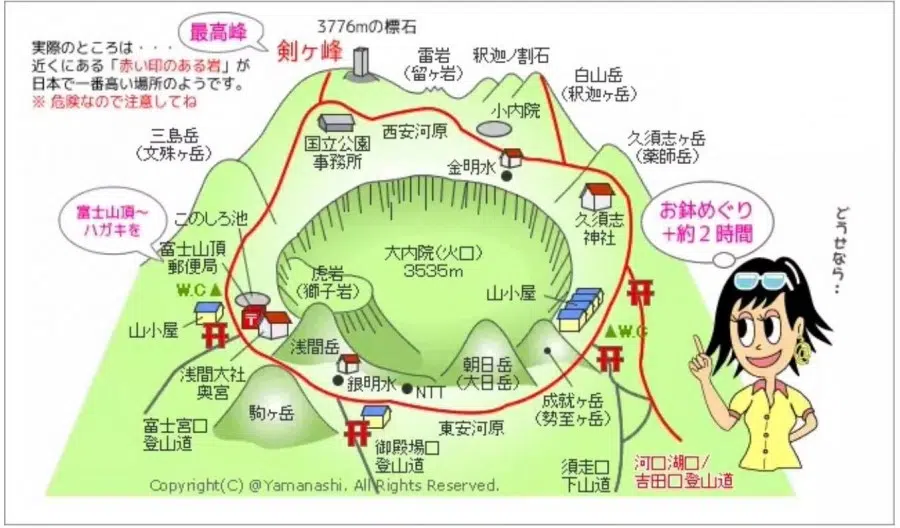 最高峰
3776mの標石
剣ヶ峰
実際のところは・・・
近くにある「赤い印のある岩」が
日本で一番高い場所のようです。
※ 危険なので注意してね
雷岩
(留ヶ岩)
釈迦ノ割石
白山岳
(釈迦ヶ岳)
小内院
西安河原
国立公園
事務所
三島岳
(文殊ヶ岳)
金明水
久須志ヶ岳
(薬師岳)
久須志
神社
富士山頂～
ハガキを
このしろ池
富士山頂
郵便局
お鉢めぐり
+約2時間
どうせなら・・
大内院(火口)
3535m
虎岩
(獅子岩)
W.C▲
山小屋
〒
山小屋
▲W.C
浅間岳
浅間大社
奥宮
銀明水
NTT
朝日岳
(大日岳)
成就ヶ岳
(勢至ヶ岳)
駒ヶ岳
富士宮口
登山道
御殿場口
登山道
東安河原
須走口
下山道
河口湖口/
吉田口登山道
Copyright(C) @Yamanashi. All Rights Reserved.